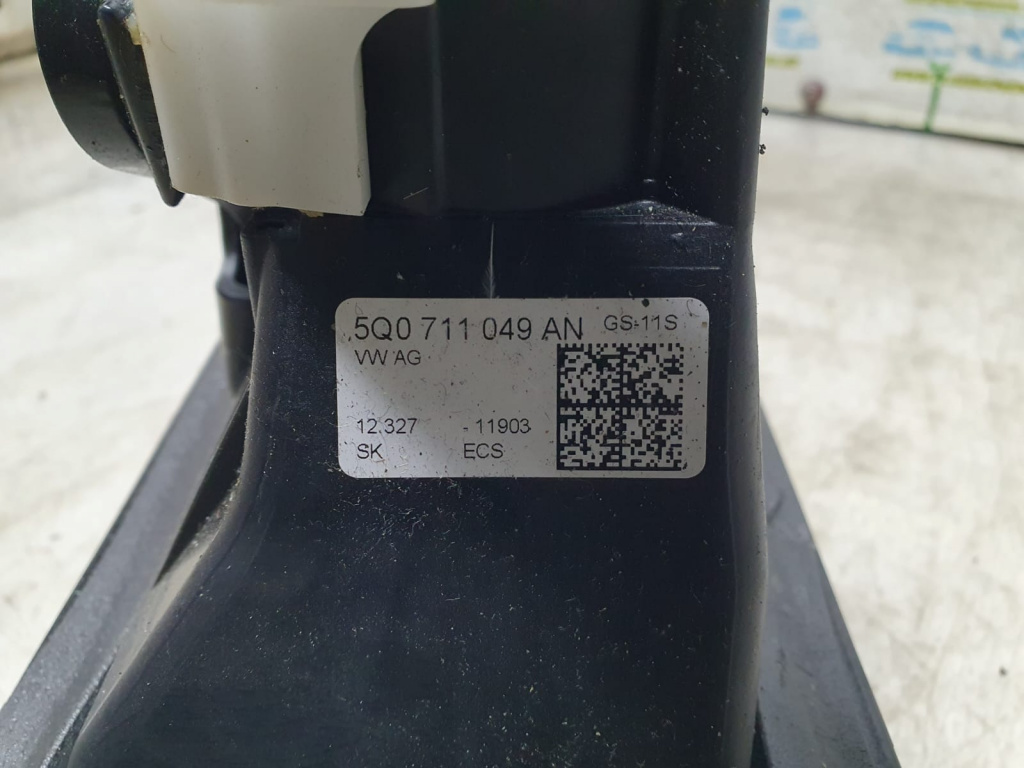 5Q0 711 049 AN GS-11S
VW AG
12.327 - 11903
SK ECS